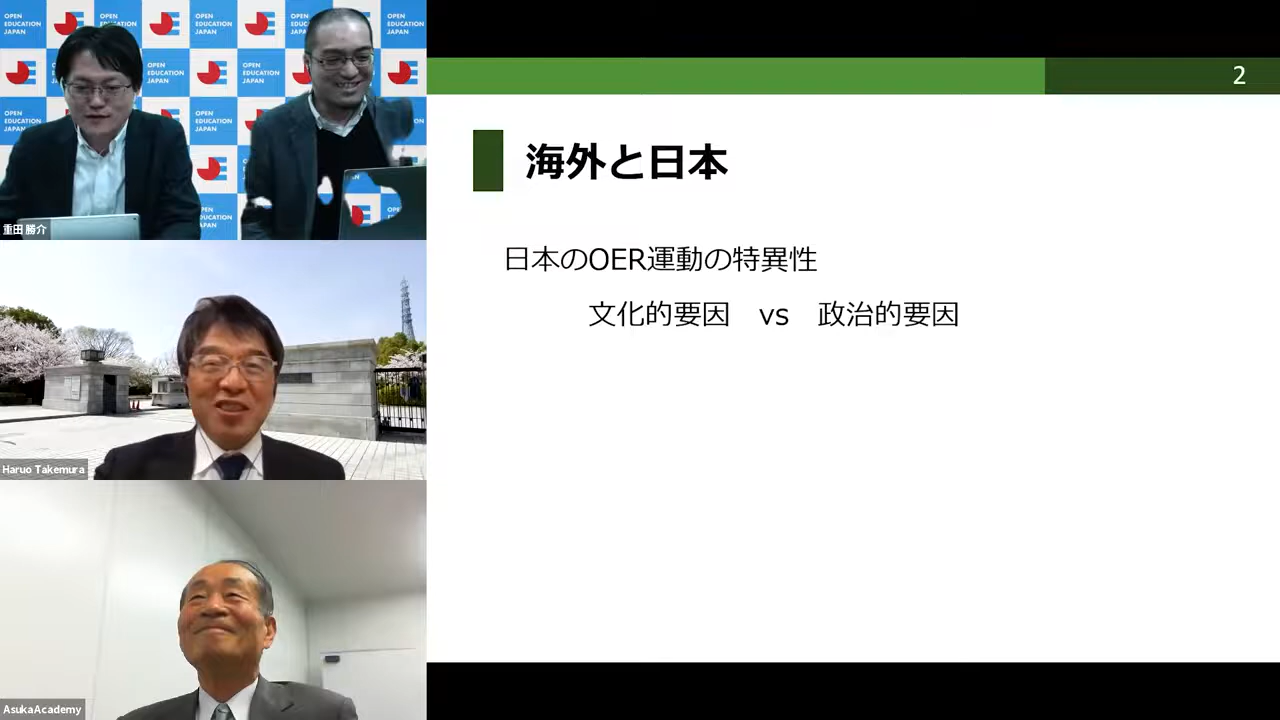 OPEN EDUCATION JAPAN
重田 勝介
Haruo Takemura
AsukaAcademy
2
海外と日本
日本のOER運動の特異性
文化的要因　vs　政治的要因